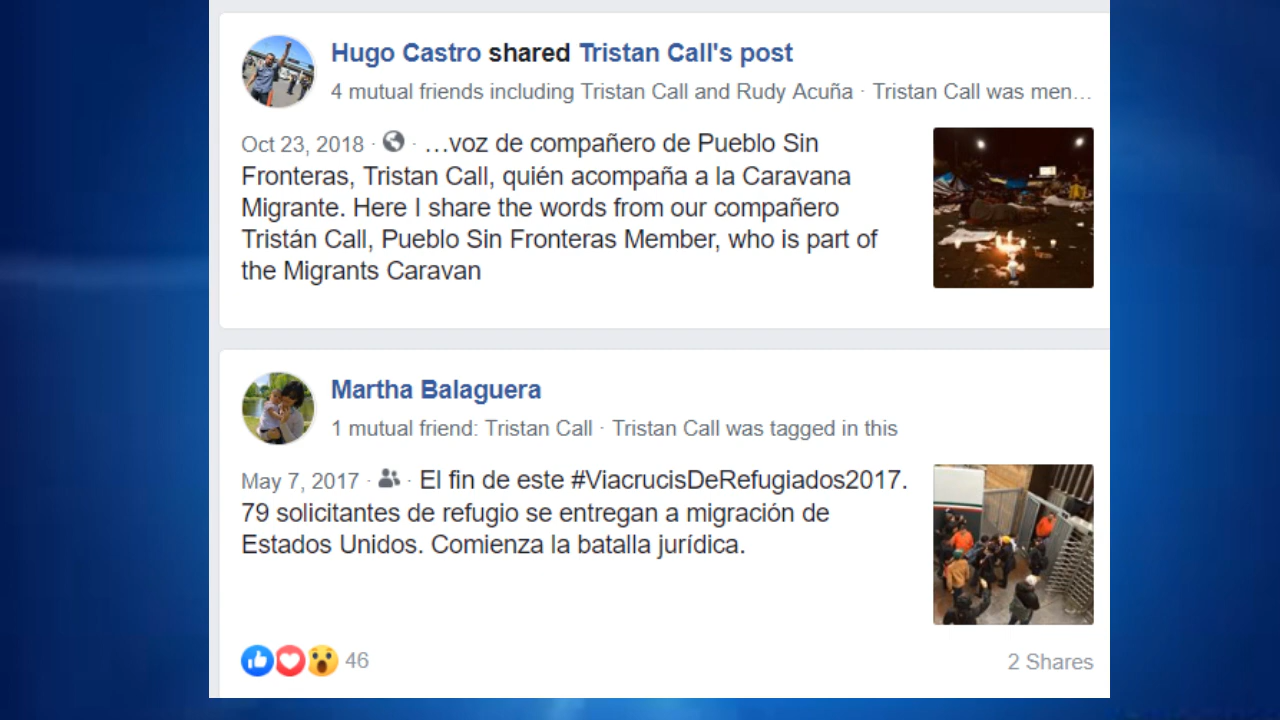 Hugo Castro shared Tristan Call's post
4 mutual friends including Tristan Call and Rudy Acuña · Tristan Call was men…
Oct 23, 2018 · · …voz de compañero de Pueblo Sin
Fronteras, Tristan Call, quién acompaña a la Caravana
Migrante. Here I share the words from our compañero
Tristán Call, Pueblo Sin Fronteras Member, who is part of
the Migrants Caravan
Martha Balaguera
1 mutual friend: Tristan Call · Tristan Call was tagged in this
May 7, 2017 · · El fin de este #ViacrucisDeRefugiados2017.
79 solicitantes de refugio se entregan a migración de
Estados Unidos. Comienza la batalla jurídica.
46
2 Shares